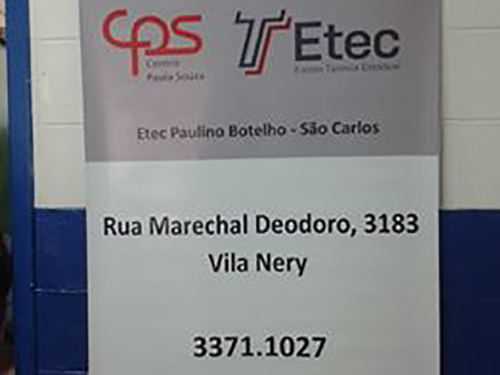 CPS
Centro
Paula Souza
Etec
Escola Técnica Estadual
Etec Paulino Botelho - São Carlos
Rua Marechal Deodoro, 3183
Vila Nery
3371.1027